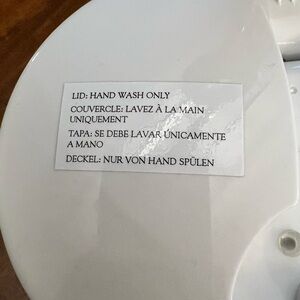 LID: HAND WASH ONLY
COUVERCLE: LAVEZ À LA MAIN
UNIQUEMENT
TAPA: SE DEBE LAVAR ÚNICAMENTE
A MANO
DECKEL: NUR VON HAND SPÜLEN